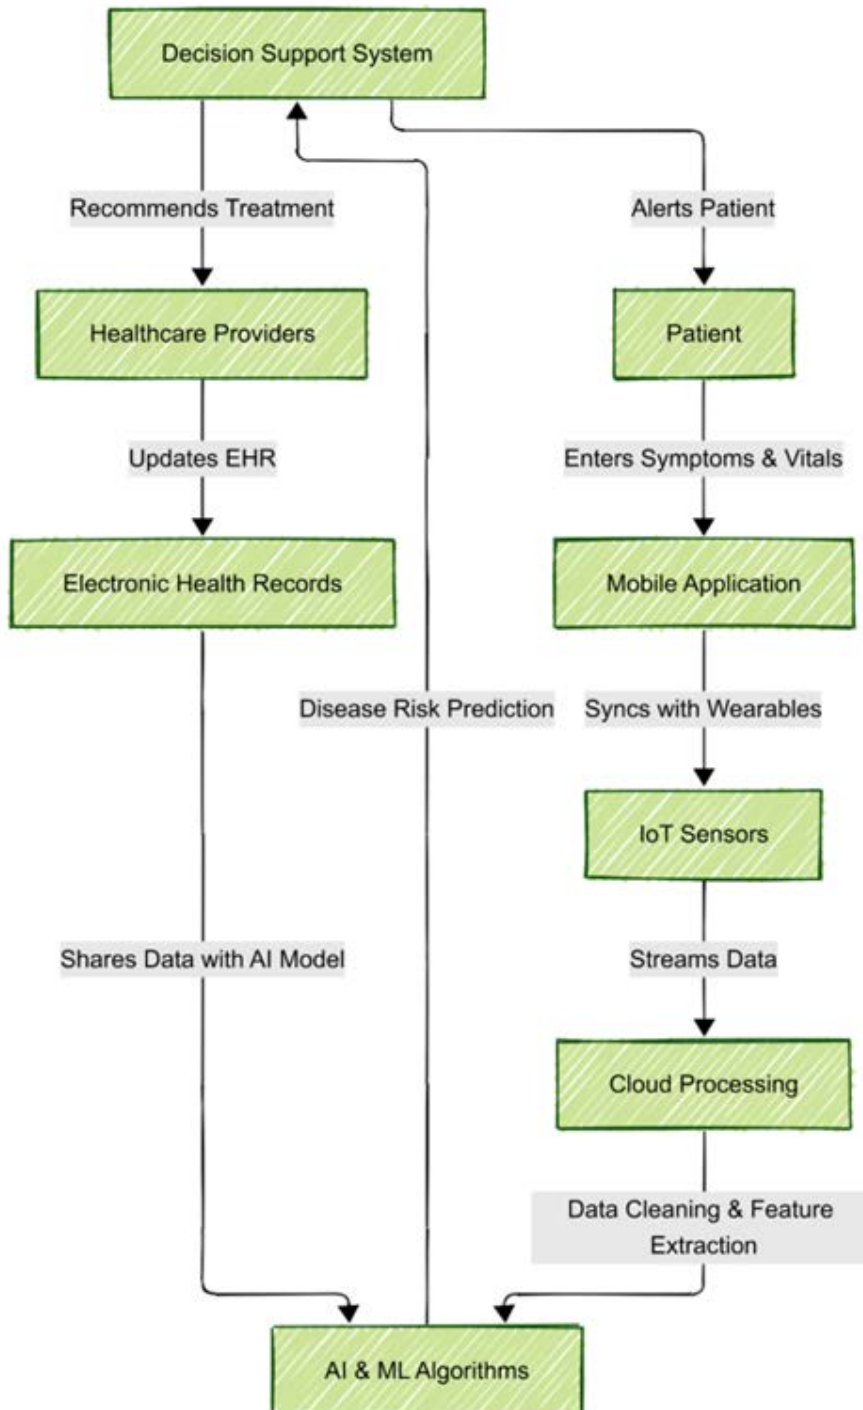 Decision Support System
Recommends Treatment
Alerts Patient
Healthcare Providers
Patient
Updates EHR
Enters Symptoms & Vitals
Electronic Health Records
Mobile Application
Disease Risk Prediction
Syncs with Wearables
IoT Sensors
Shares Data with AI Model
Streams Data
Cloud Processing
Data Cleaning & Feature
Extraction
AI & ML Algorithms